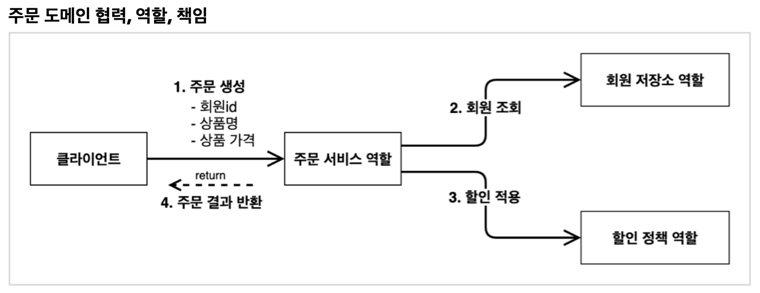 주문 도메인 협력, 역할, 책임
1. 주문 생성
- 회원id
- 상품명
- 상품 가격
클라이언트
주문 서비스 역할
2. 회원 조회
회원 저장소 역할
return
4. 주문 결과 반환
3. 할인 적용
할인 정책 역할